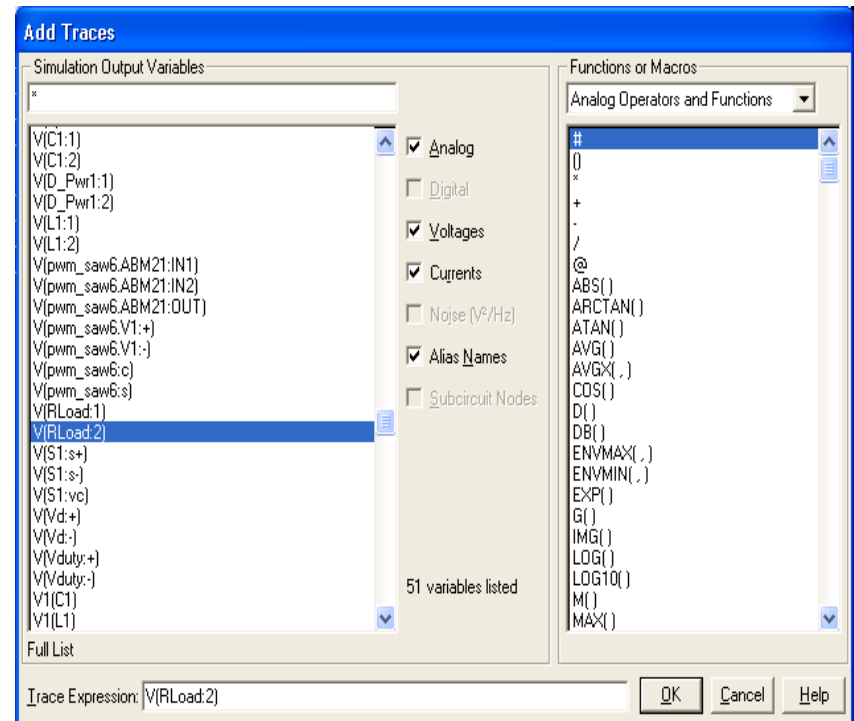 Add Traces
Simulation Output Variables
*
V(C1:1)
V(C1:2)
V(D_Pwr1:1)
V(D_Pwr1:2)
V(L1:1)
V(L1:2)
V(pwm_saw6.ABM21:IN1)
V(pwm_saw6.ABM21:IN2)
V(pwm_saw6.ABM21:OUT)
V(pwm_saw6.V1:+)
V(pwm_saw6.V1:-)
V(pwm_saw6:c)
V(pwm_saw6:s)
V(RLoad:1)
V(RLoad:2)
V(S1:s+)
V(S1:s-)
V(S1:vc)
V(Vd:+)
V(Vd:-)
V(Vduty:+)
V(Vduty:-)
V1(C1)
V1(L1)
Full List
Analog
Digital
Voltages
Currents
Noise (V²/Hz)
Alias Names
Subcircuit Nodes
51 variables listed
Functions or Macros
Analog Operators and Functions
#
()
*
+
-
/
@
ABS( )
ARCTAN( )
ATAN( )
AVG( )
AVGX( , )
COS( )
D( )
DB( )
ENVMAX( , )
ENVMIN( , )
EXP( )
G( )
IMG( )
LOG( )
LOG10( )
M( )
MAX( )
Trace Expression: V(RLoad:2)
OK
Cancel
Help